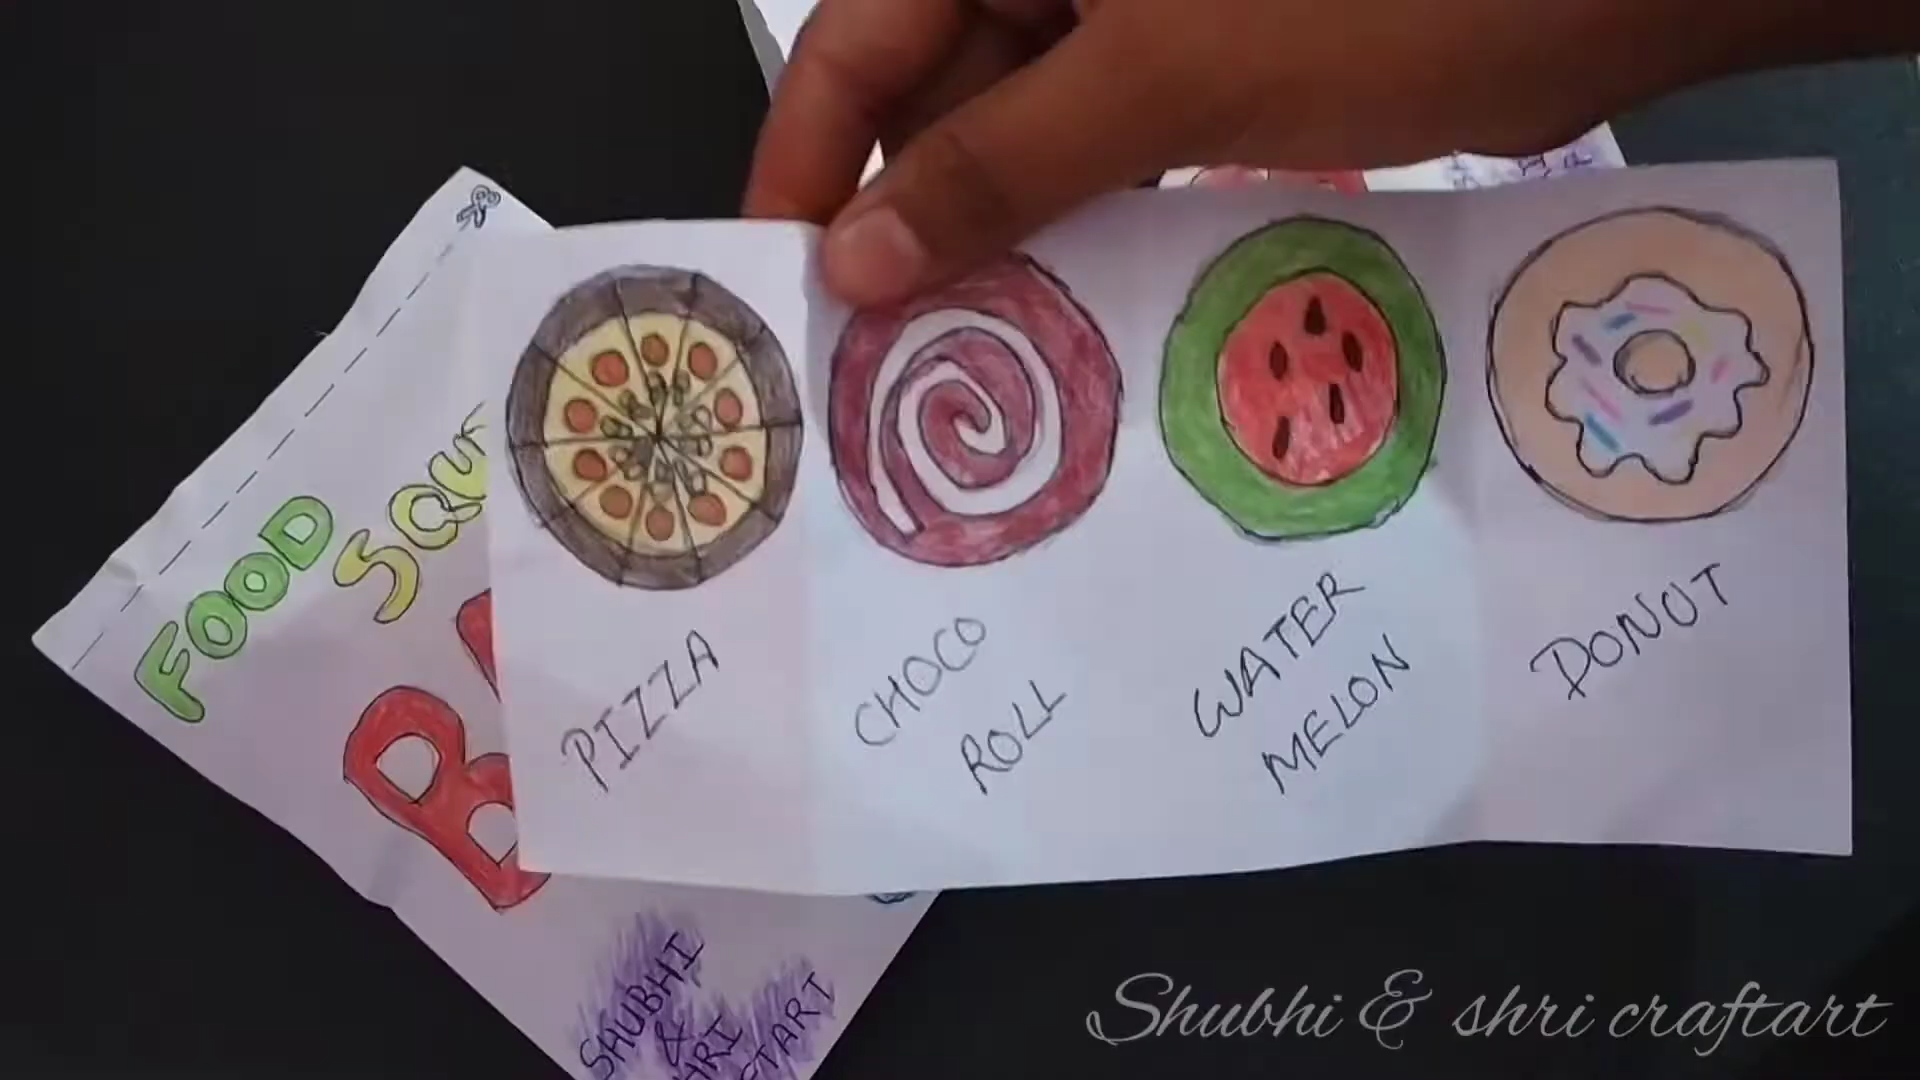 FOOD
PIZZA
CHOCO
ROLL
WATER
MELON
DONUT
SHUBHI
&
Shubhi & shri craftart